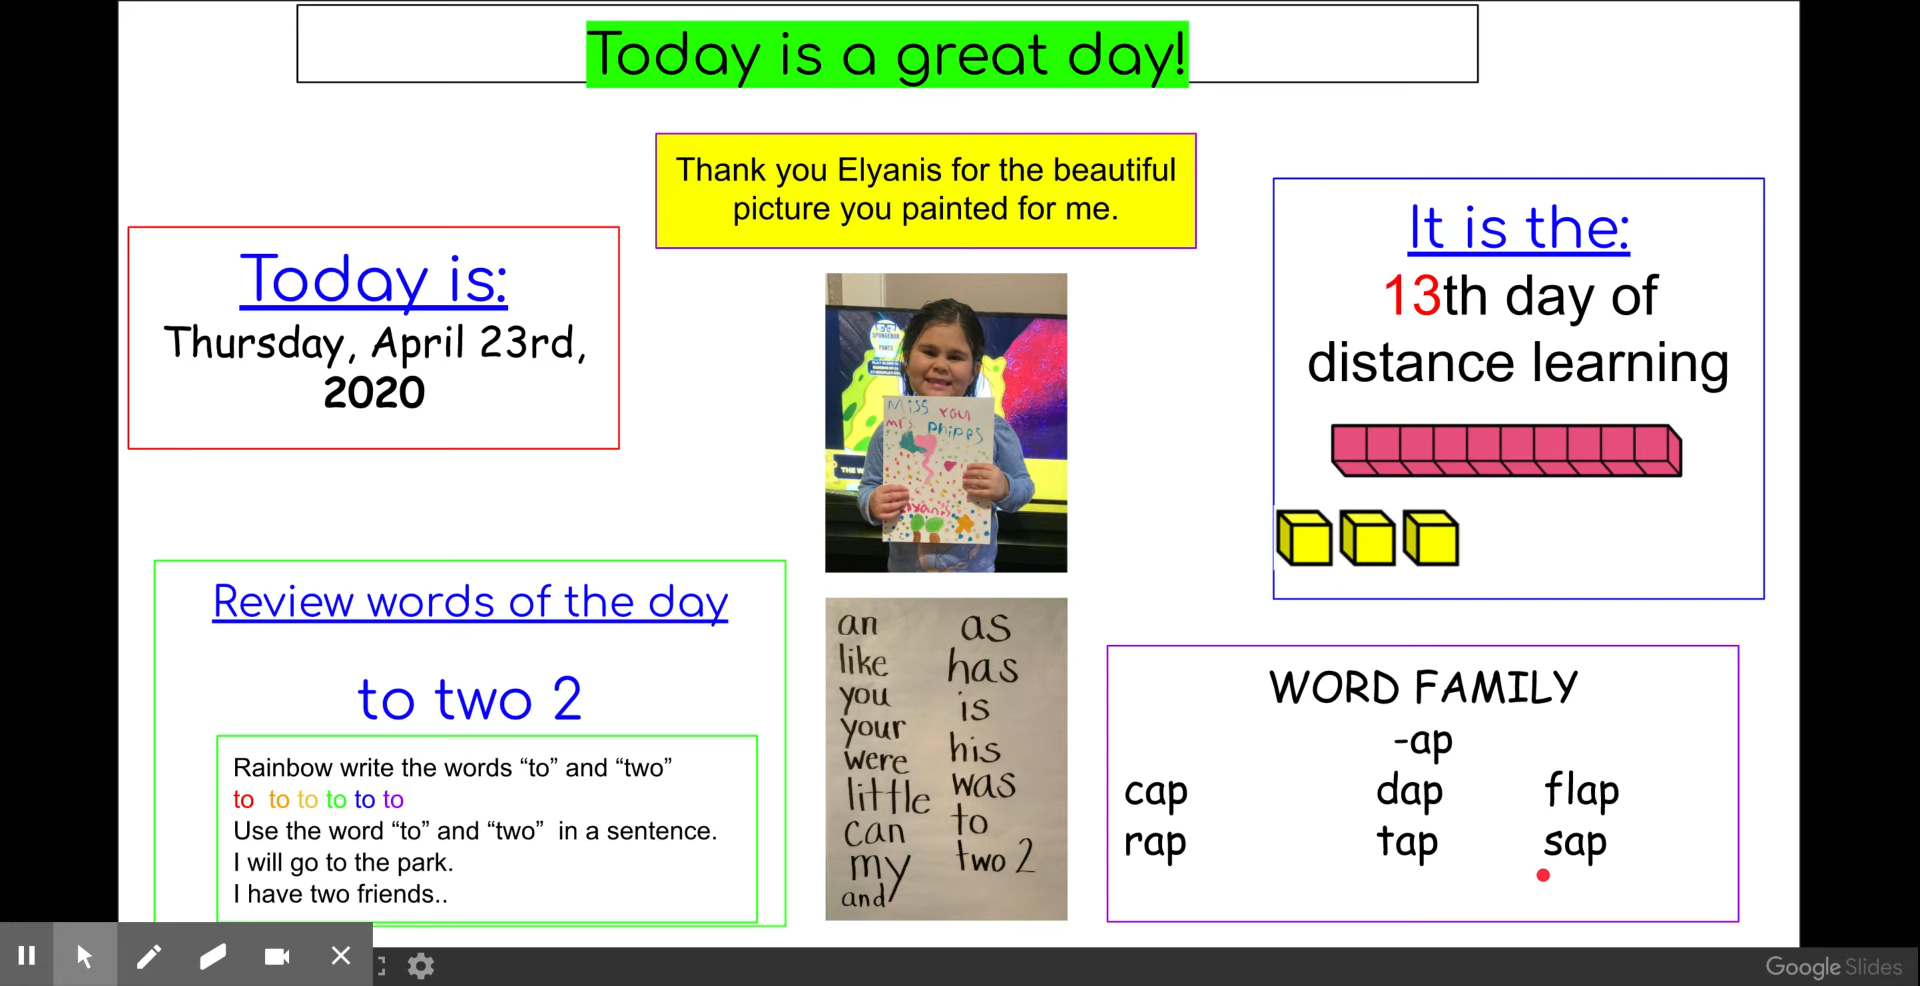 Today is a great day!
Thank you Elyanis for the beautiful
picture you painted for me.
Today is:
Thursday, April 23rd,
2020
It is the:
13th day of
distance learning
SPONGEBOB
Miss you
mrs. phipps
THE W
Review words of the day
to two 2
Rainbow write the words “to” and “two”
to to to to to to
Use the word “to” and “two” in a sentence.
I will go to the park.
I have two friends..
an
like
you
your
were
little
can
my
and
as
has
is
his
was
to
two 2
WORD FAMILY
-ap
cap dap flap
rap tap sap
Google Slides